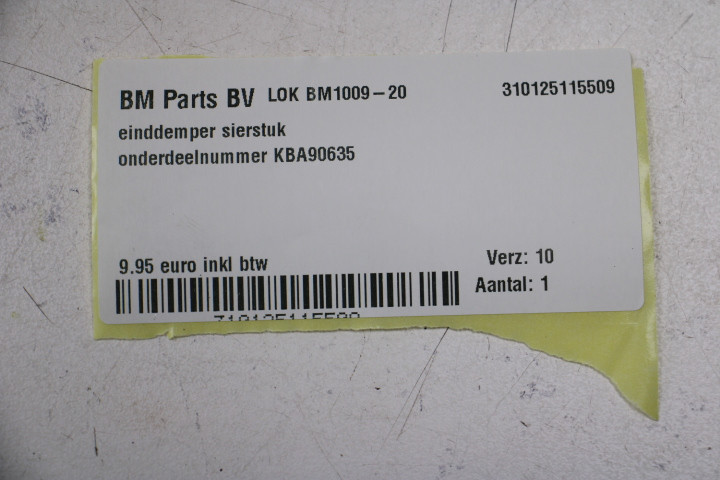 BM Parts BV LOK BM1009-20 310125115509
einddemper sierstuk
onderdeelnummer KBA90635
9.95 euro inkl btw Verz: 10
Aantal: 1